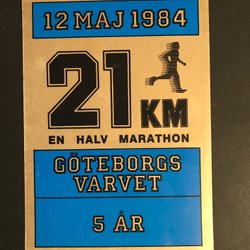 12 MAJ 1984
21 KM
EN HALV MARATHON
GÖTEBORGS
VARVET
5 ÅR